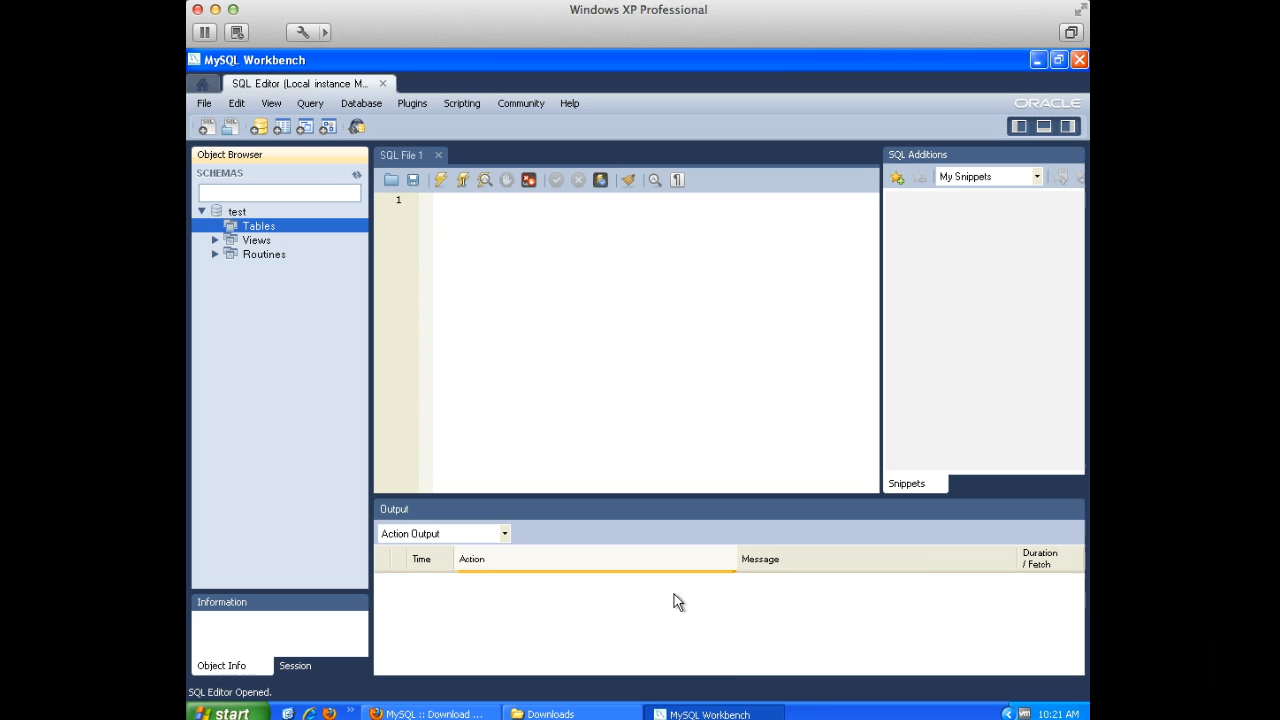 Windows XP Professional
MySQL Workbench
SQL Editor (Local instance M...
File Edit View Query Database Plugins Scripting Community Help
ORACLE
Object Browser
SCHEMAS
test
Tables
Views
Routines
SQL File 1
1
SQL Additions
My Snippets
Snippets
Output
Action Output
Time Action Message Duration / Fetch
Information
Object Info Session
SQL Editor Opened.
start MySQL :: Download ... Downloads MySQL Workbench 10:21 AM